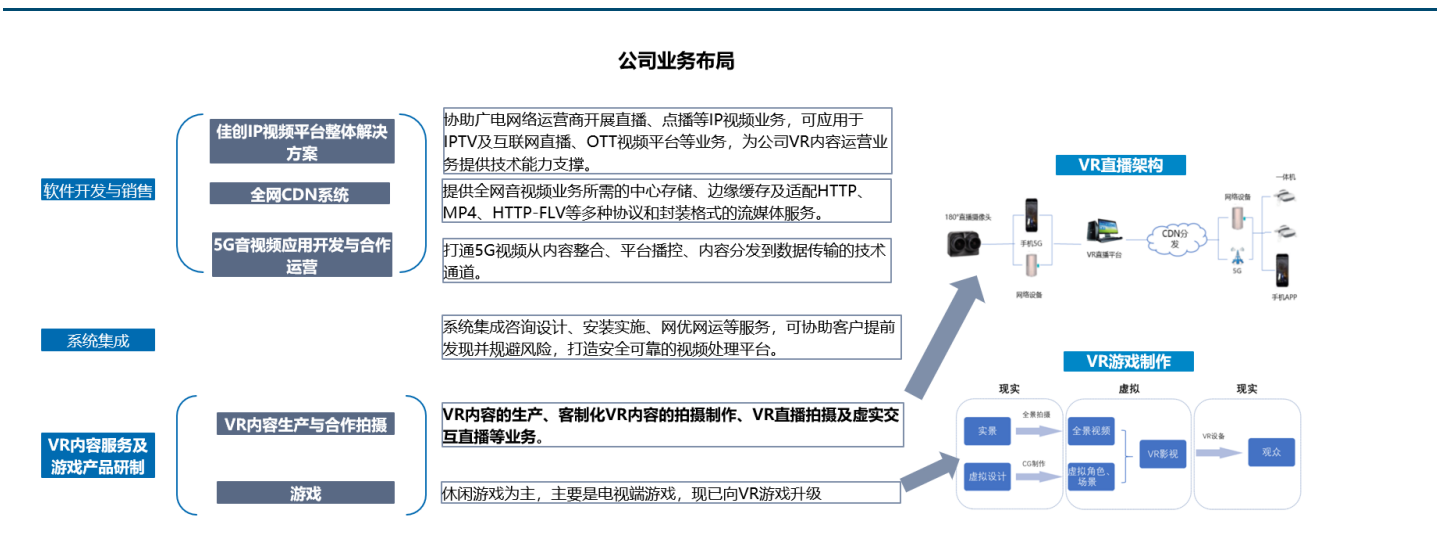 公司业务布局
软件开发与销售
佳创IP视频平台整体解决
方案
协助广电网络运营商开展直播、点播等IP视频业务，可应用于
IPTV及互联网直播、OTT视频平台等业务，为公司VR内容运营业
务提供技术能力支撑。
全网CDN系统
提供全网音视频业务所需的中心存储、边缘缓存及适配HTTP、
MP4、HTTP-FLV等多种协议和封装格式的流媒体服务。
5G音视频应用开发与合作
运营
打通5G视频从内容整合、平台播控、内容分发到数据传输的技术
通道。
系统集成
系统集成咨询设计、安装实施、网优网运等服务，可协助客户提前
发现并规避风险，打造安全可靠的视频处理平台。
VR内容服务及
游戏产品研制
VR内容生产与合作拍摄
VR内容的生产、客制化VR内容的拍摄制作、VR直播拍摄及虚实交
互直播等业务。
游戏
休闲游戏为主，主要是电视端游戏，现已向VR游戏升级
VR直播架构
180°直播摄像头
手机5G
网络设备
VR直播平台
CDN分
发
网络设备
5G
一体机
手机APP
VR游戏制作
现实
虚拟
现实
实景
全景拍摄
全景视频
虚拟设计
CG制作
虚拟角色、
场景
VR影视
VR设备
观众